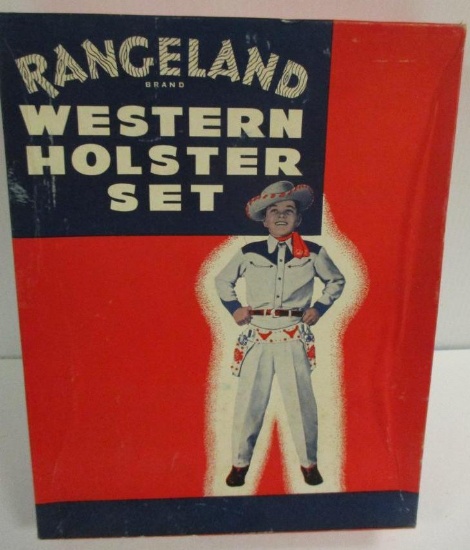 RANGELAND
BRAND
WESTERN
HOLSTER
SET